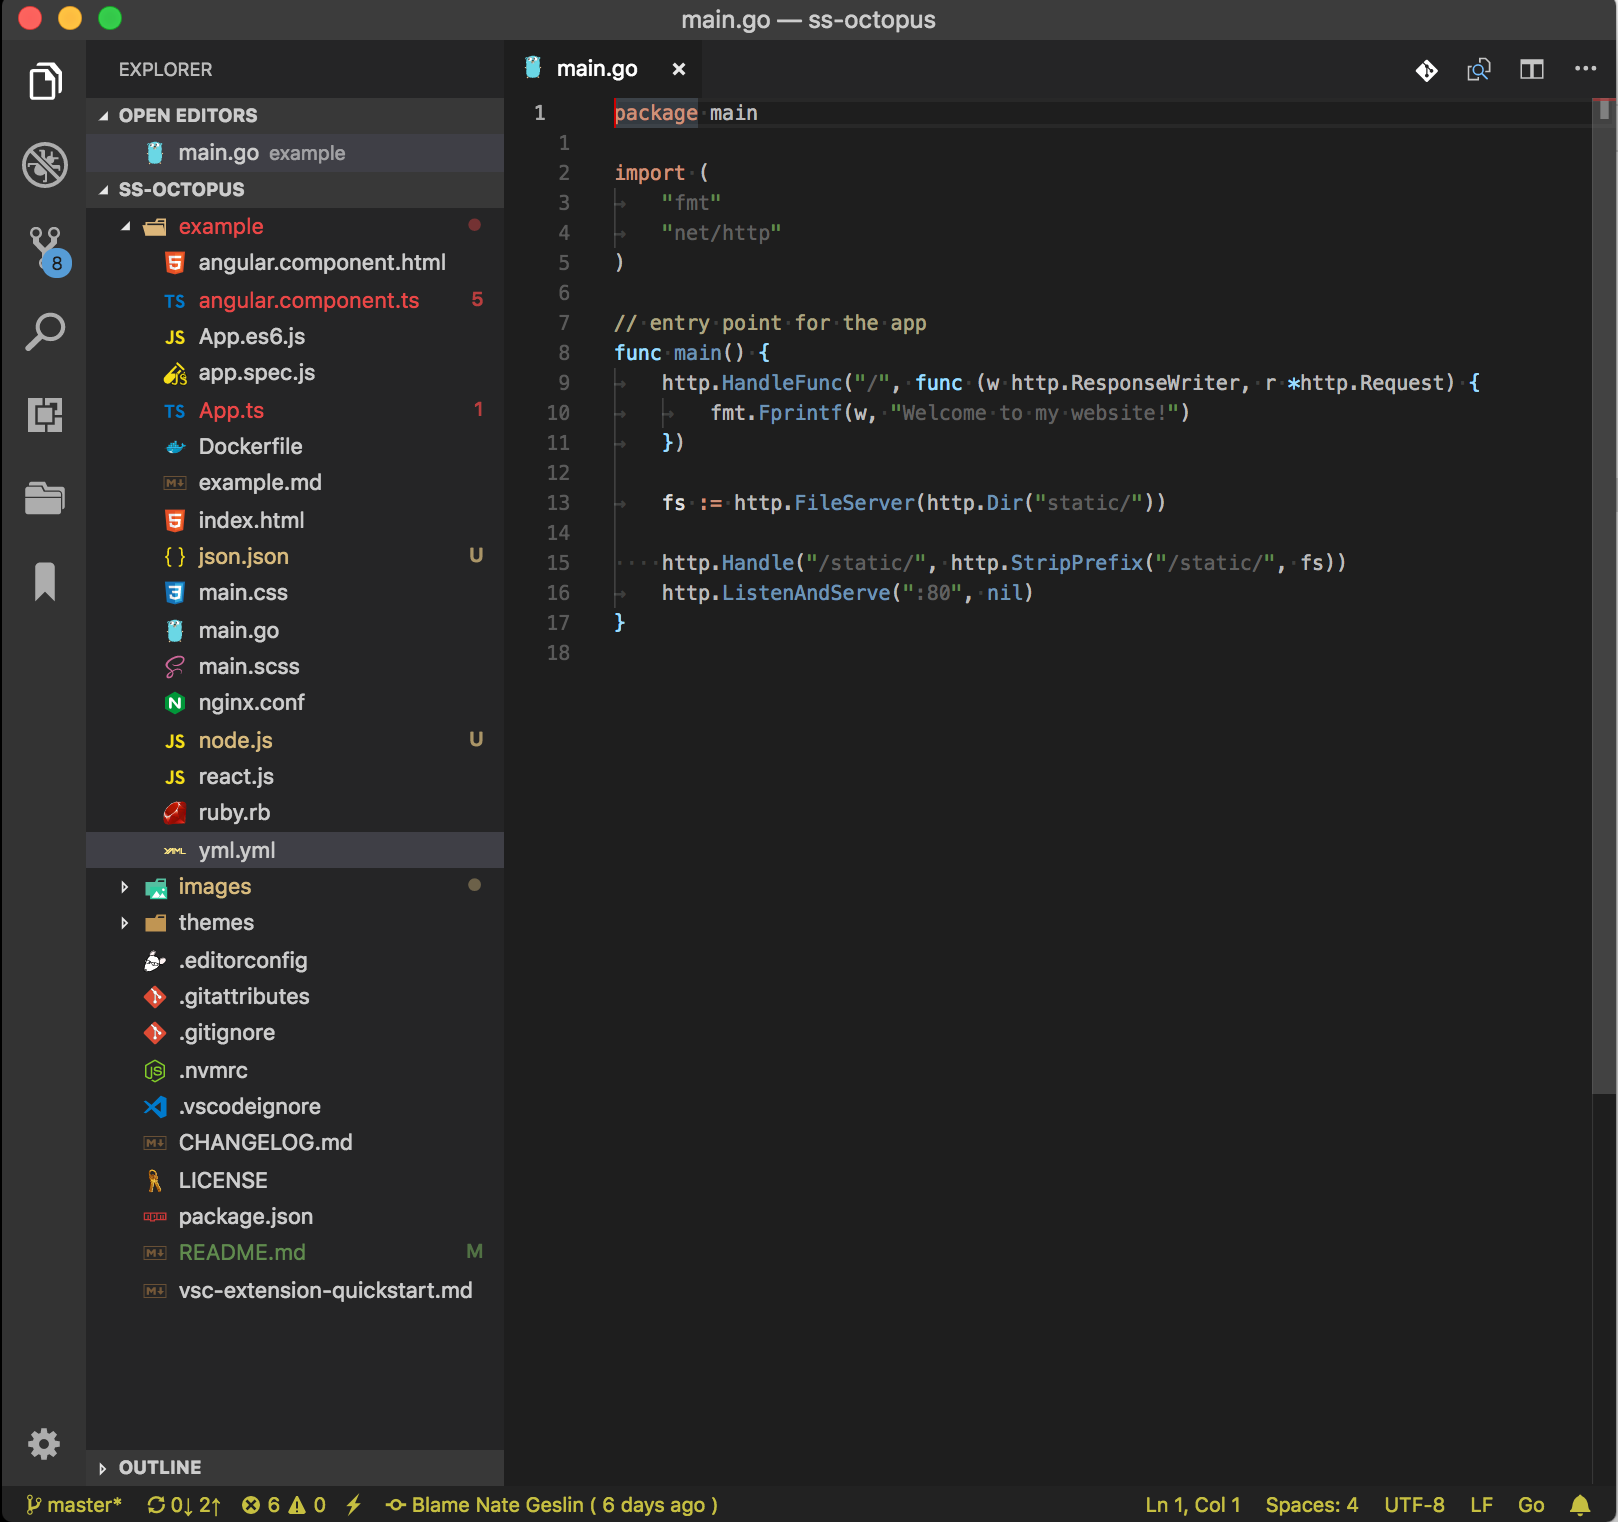 main.go — ss-octopus
EXPLORER
OPEN EDITORS
main.go example
SS-OCTOPUS
example
angular.component.html
TS angular.component.ts 5
JS App.es6.js
app.spec.js
TS App.ts 1
Dockerfile
example.md
index.html
{ } json.json U
main.css
main.go
main.scss
nginx.conf
JS node.js U
JS react.js
ruby.rb
YAML yml.yml
images
themes
.editorconfig
.gitattributes
.gitignore
.nvmrc
.vscodeignore
CHANGELOG.md
LICENSE
package.json
README.md M
vsc-extension-quickstart.md
OUTLINE
8
main.go ×
1 package main
1
2 import (
3 "fmt"
4 "net/http"
5 )
6
7 // entry point for the app
8 func main() {
9 http.HandleFunc("/", func (w http.ResponseWriter, r *http.Request) {
10 fmt.Fprintf(w, "Welcome to my website!")
11 })
12
13 fs := http.FileServer(http.Dir("static/"))
14
15 http.Handle("/static/", http.StripPrefix("/static/", fs))
16 http.ListenAndServe(":80", nil)
17 }
18
master* 0↓ 2↑ 6 0 Blame Nate Geslin ( 6 days ago ) Ln 1, Col 1 Spaces: 4 UTF-8 LF Go